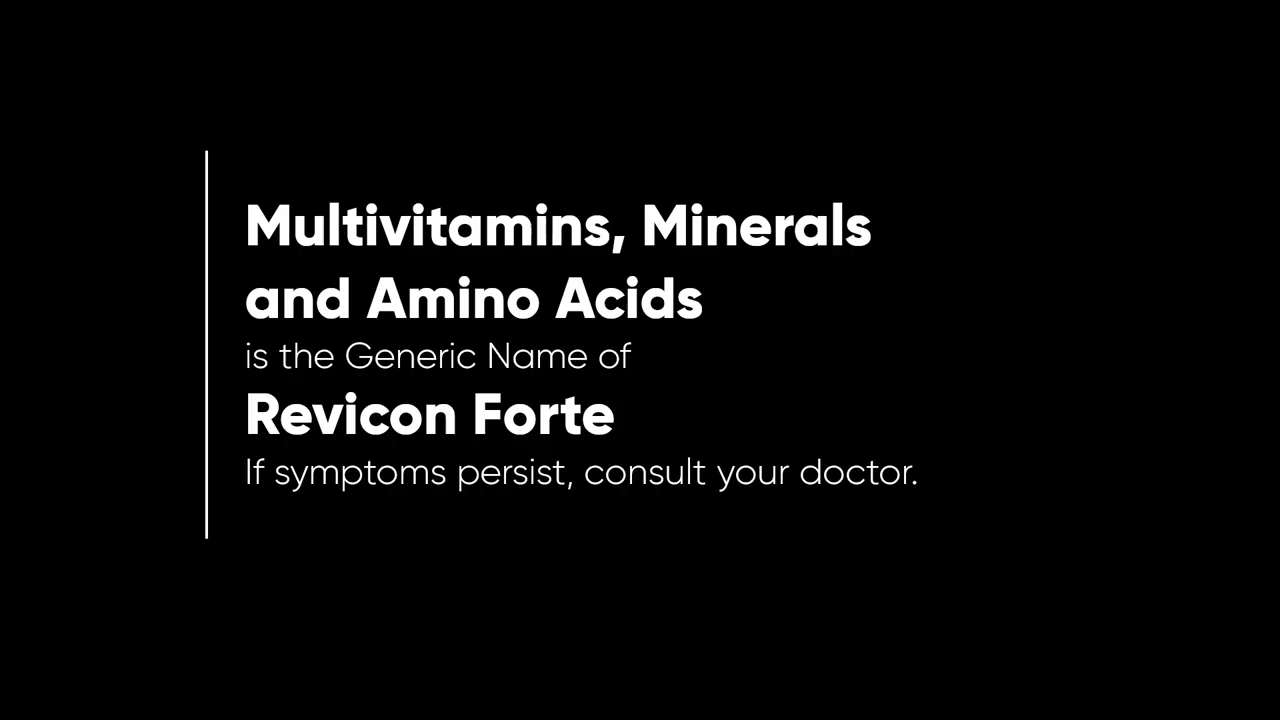 Multivitamins, Minerals
and Amino Acids
is the Generic Name of
Revicon Forte
If symptoms persist, consult your doctor.